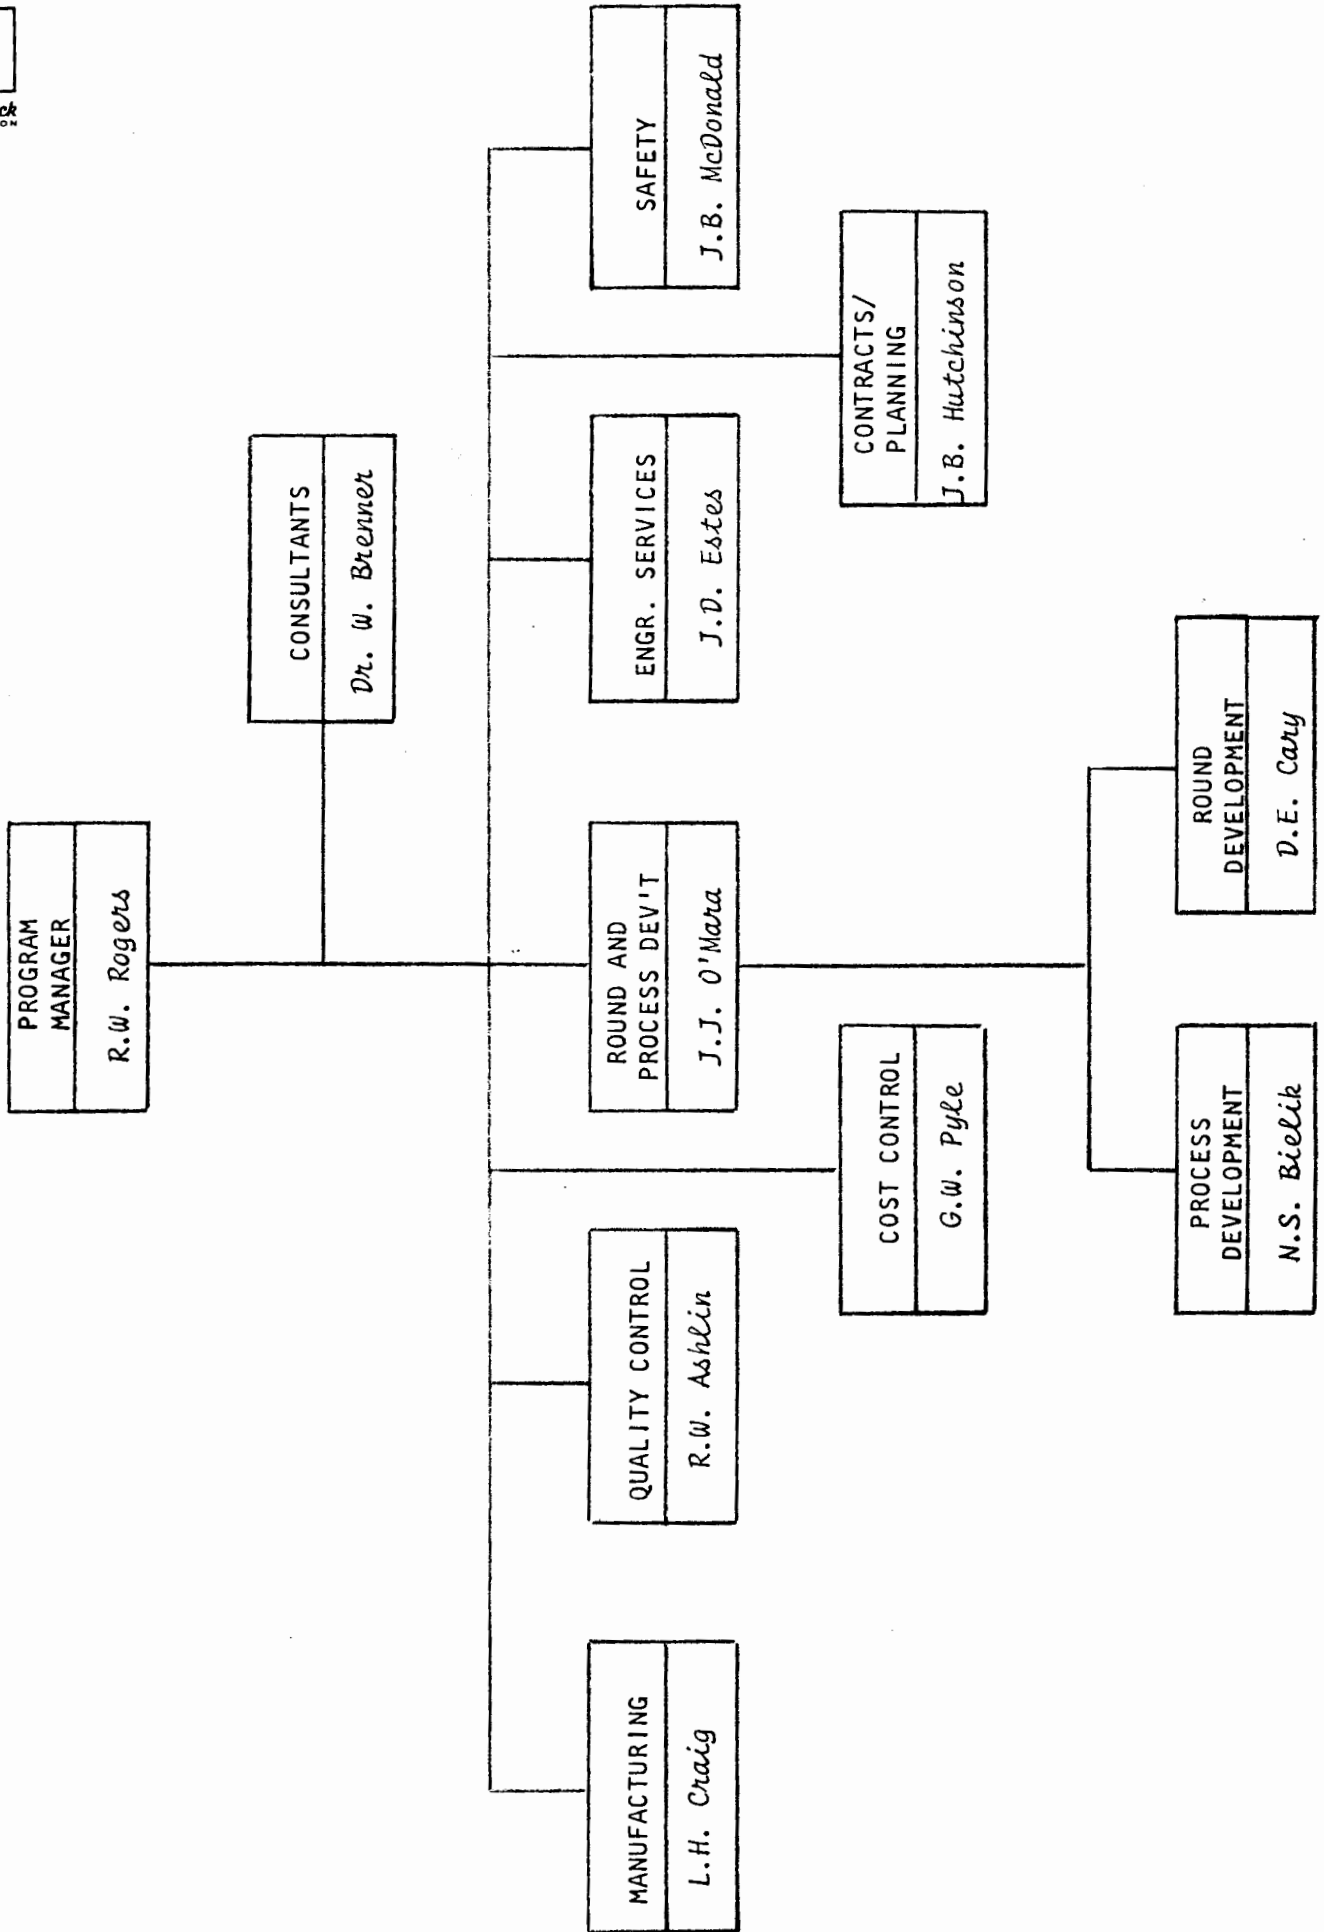 PROGRAM
MANAGER
R.W. Rogers
CONSULTANTS
Dr. W. Brenner
MANUFACTURING
L.H. Craig
QUALITY CONTROL
R.W. Ashlin
ROUND AND
PROCESS DEV'T
J.J. O'Mara
ENGR. SERVICES
J.D. Estes
SAFETY
J.B. McDonald
COST CONTROL
G.W. Pyle
CONTRACTS/
PLANNING
J.B. Hutchinson
PROCESS
DEVELOPMENT
N.S. Bielik
ROUND
DEVELOPMENT
D.E. Cary